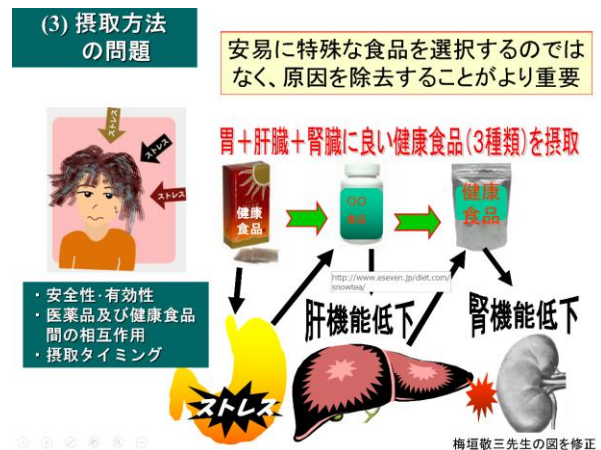 (3) 摂取方法
の問題
安易に特殊な食品を選択するのでは
なく、原因を除去することがより重要
ストレス
ストレス
ストレス
胃＋肝臓＋腎臓に良い健康食品(3種類)を摂取
健康
食品
〇〇
健康
食品
http://www.eseven.jp/diet.com/
snowtea/
・安全性・有効性
・医薬品及び健康食品
間の相互作用
・摂取タイミング
肝機能低下
腎機能低下
ストレス
梅垣敬三先生の図を修正